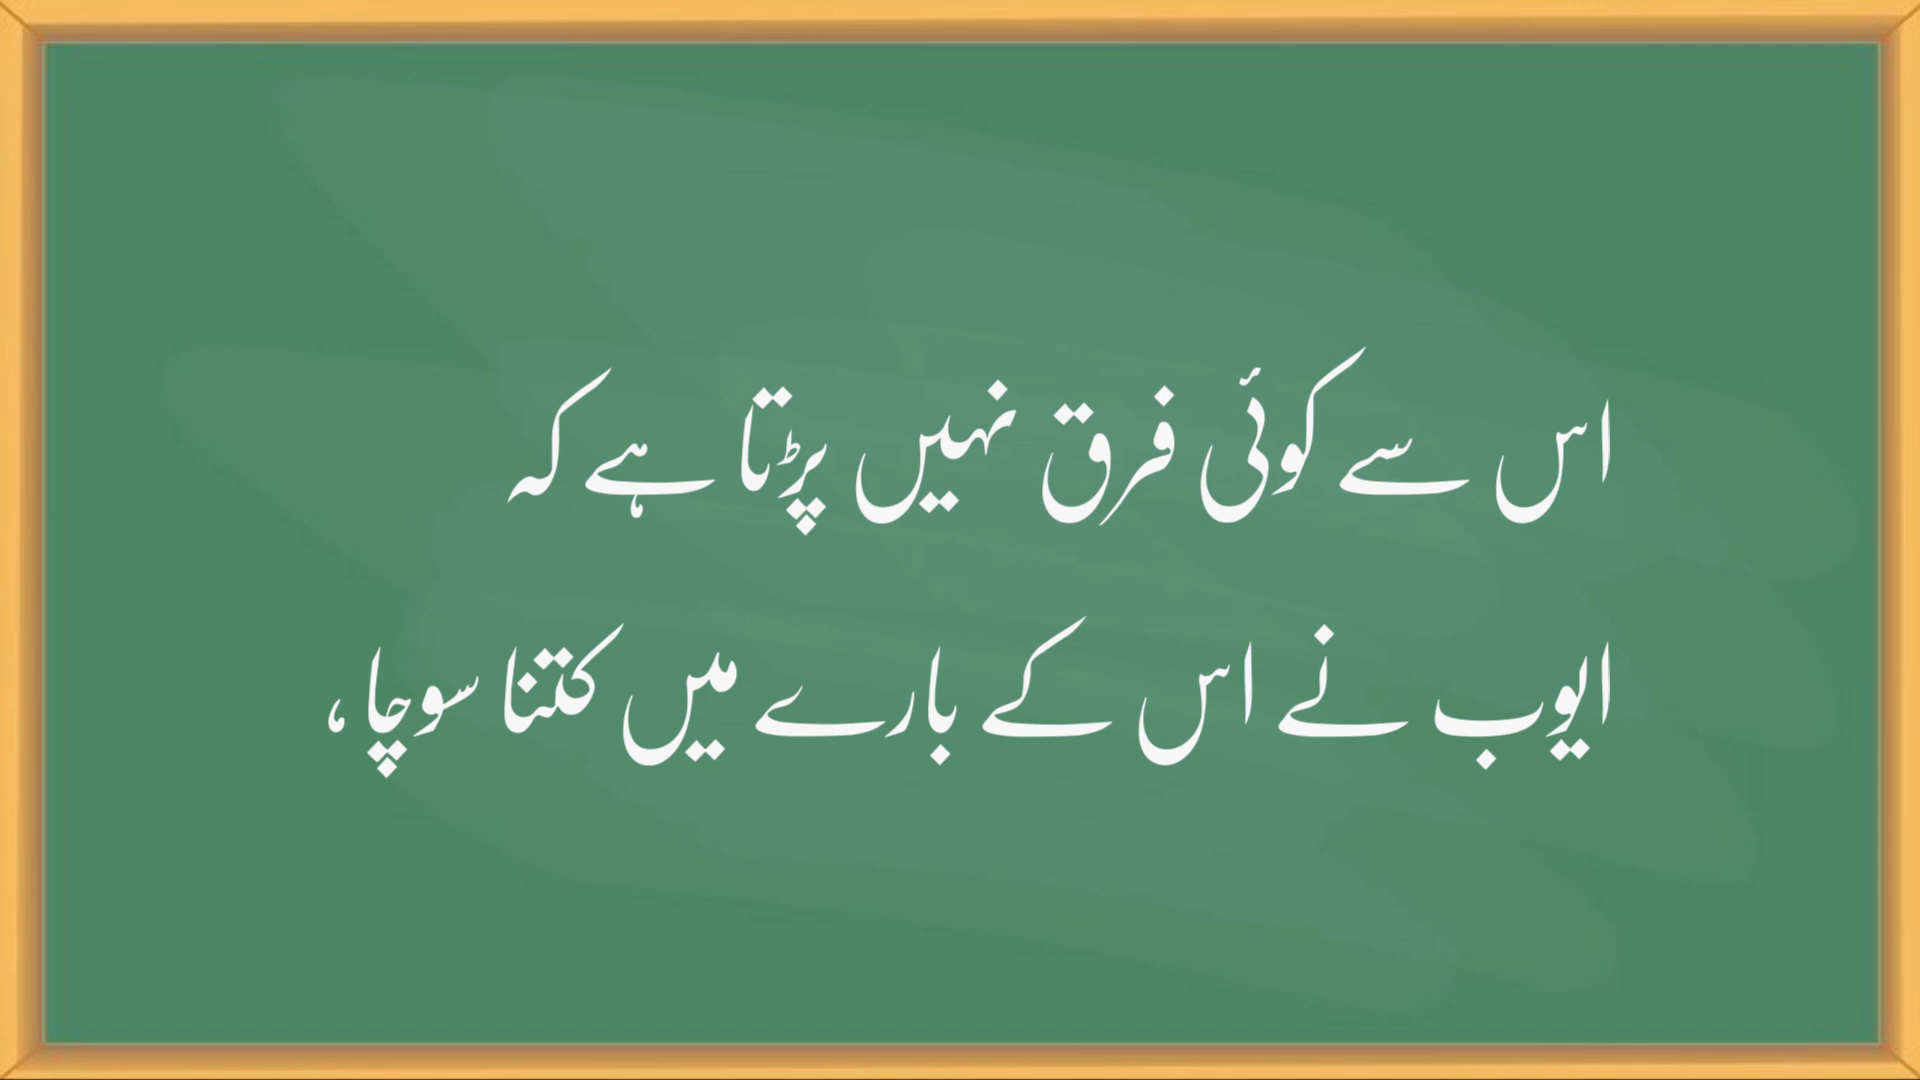 اس سے کوئی فرق نہیں پڑتا ہے کہ
ایوب نے اس کے بارے میں کتنا سوچا ،